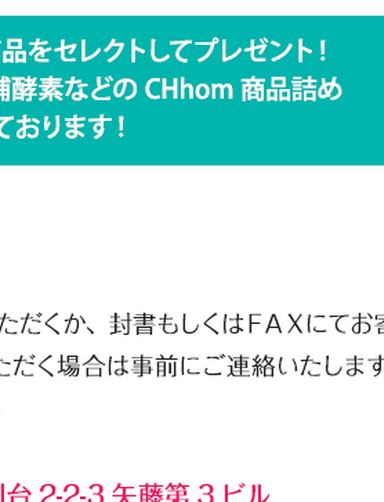 品をセレクトしてプレゼント！
酵素などの CHhom 商品詰め
ております！
ただくか、封書もしくはＦＡＸにてお客
ただく場合は事前にご連絡いたします
台 2-2-3 矢藤第 3 ビル